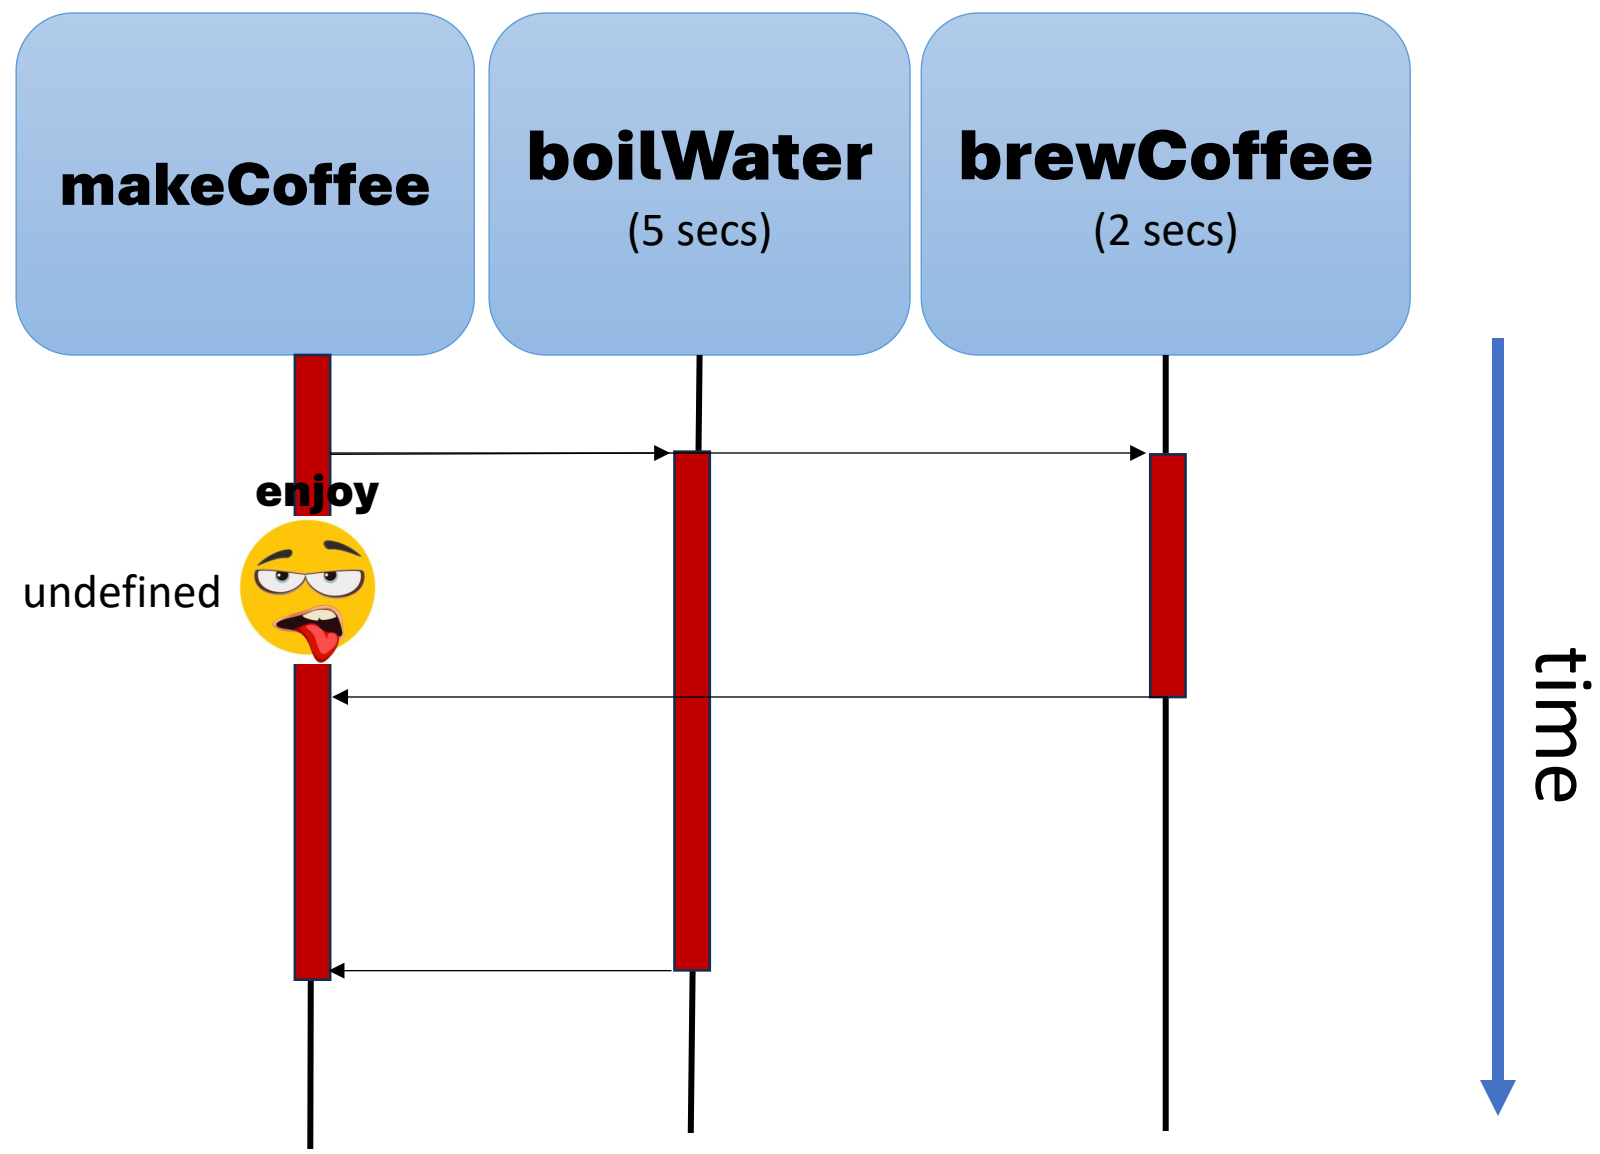 makeCoffee
boilWater
(5 secs)
brewCoffee
(2 secs)
enjoy
undefined
time